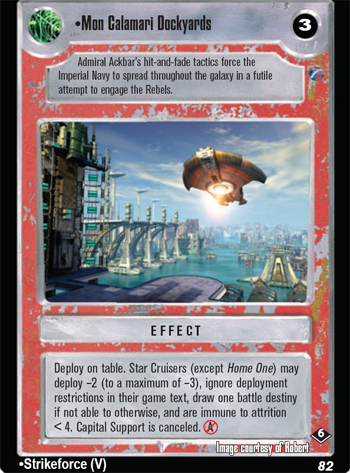 •Mon Calamari Dockyards
3
Admiral Ackbar's hit-and-fade tactics force the
Imperial Navy to spread throughout the galaxy in a futile
attempt to engage the Rebels.
EFFECT
Deploy on table. Star Cruisers (except Home One) may
deploy –2 (to a maximum of –3), ignore deployment
restrictions in their game text, draw one battle destiny
if not able to otherwise, and are immune to attrition
< 4. Capital Support is canceled. A
6
Image courtesy of Robert
•Strikeforce (V)
82